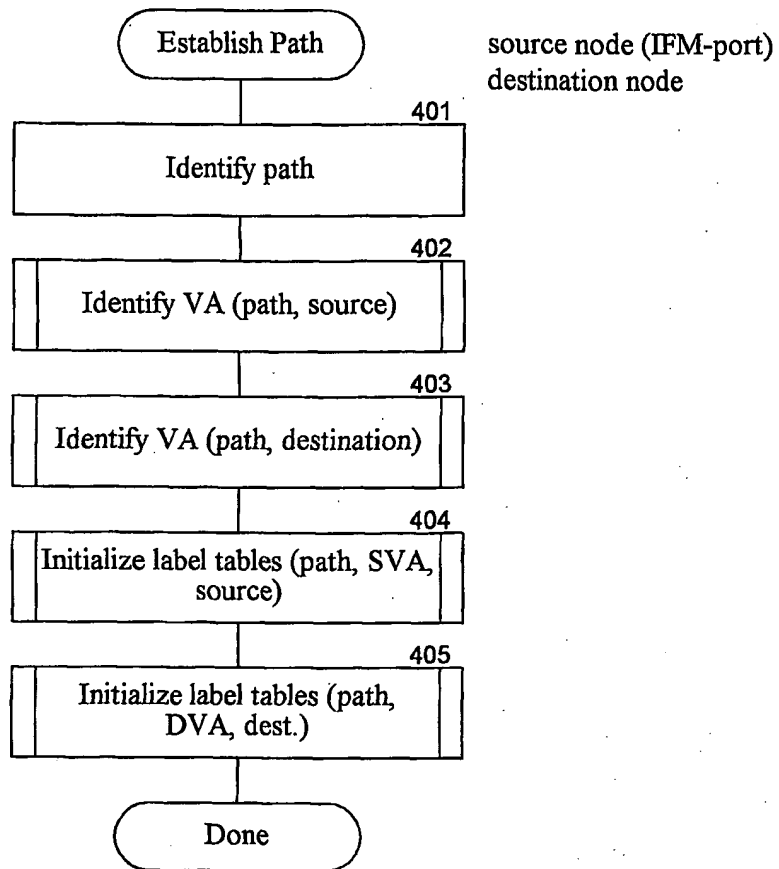 Establish Path
source node (IFM-port)
destination node
401
Identify path
402
Identify VA (path, source)
403
Identify VA (path, destination)
404
Initialize label tables (path, SVA,
source)
405
Initialize label tables (path,
DVA, dest.)
Done